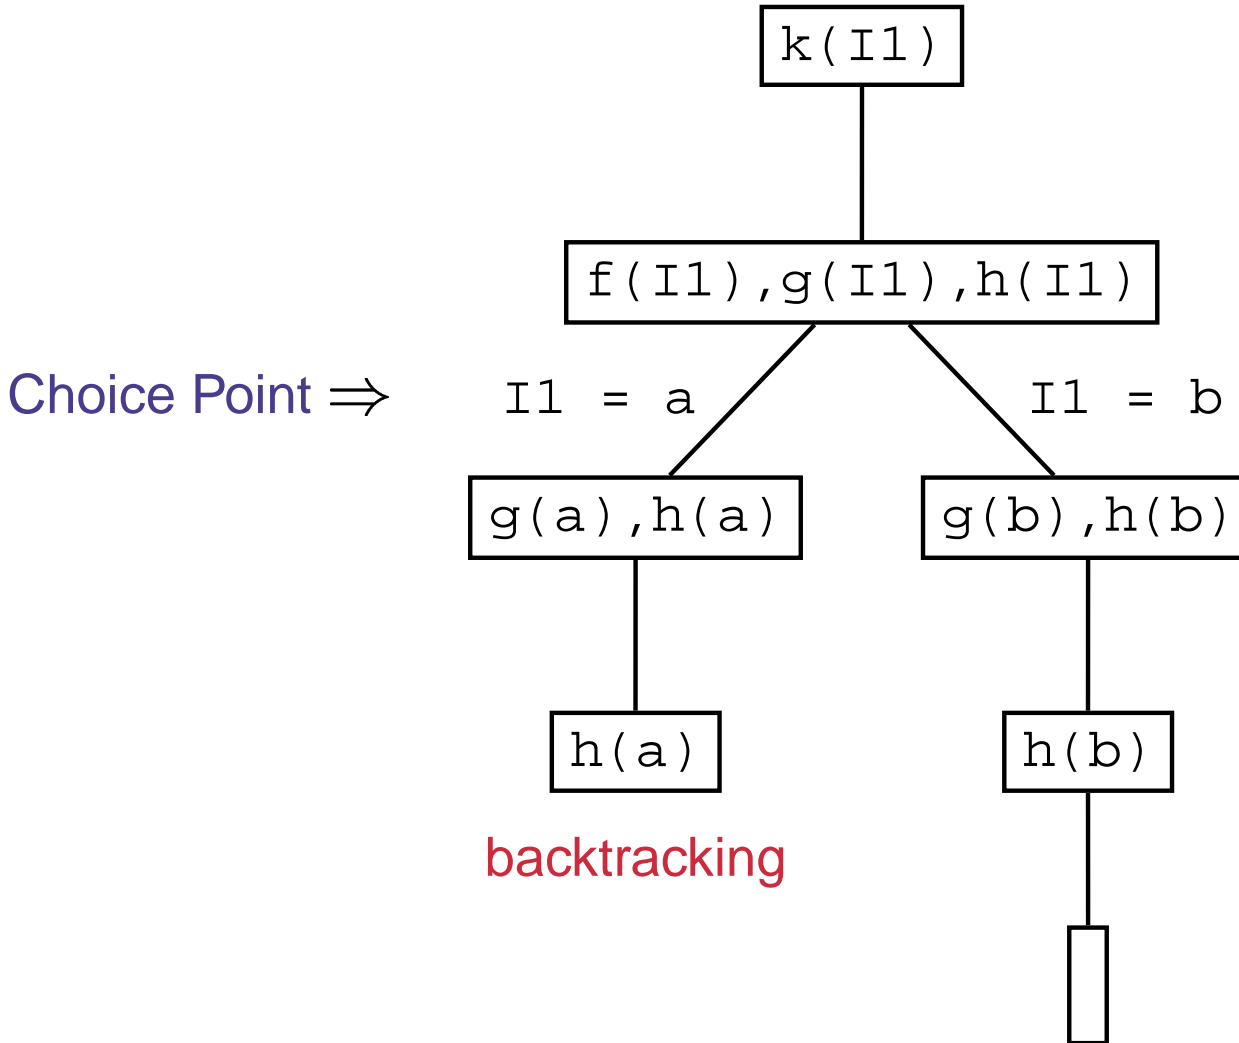 k(I1)
f(I1),g(I1),h(I1)
Choice Point ⇒
I1 = a
I1 = b
g(a),h(a)
g(b),h(b)
h(a)
h(b)
backtracking